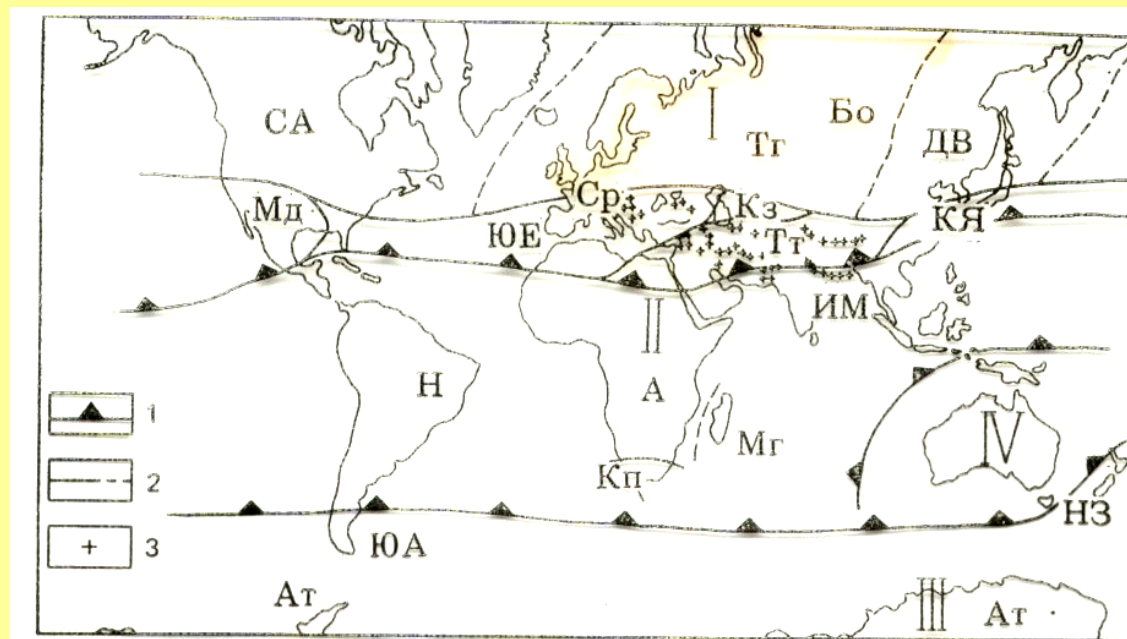 СА
I
Бо
Тг
ДВ
Ср
Мд
Кз
КЯ
ЮЕ
Тт
ИМ
II
Н
А
IV
1
Мг
2
Кп
НЗ
3
ЮА
Ат
III
Ат